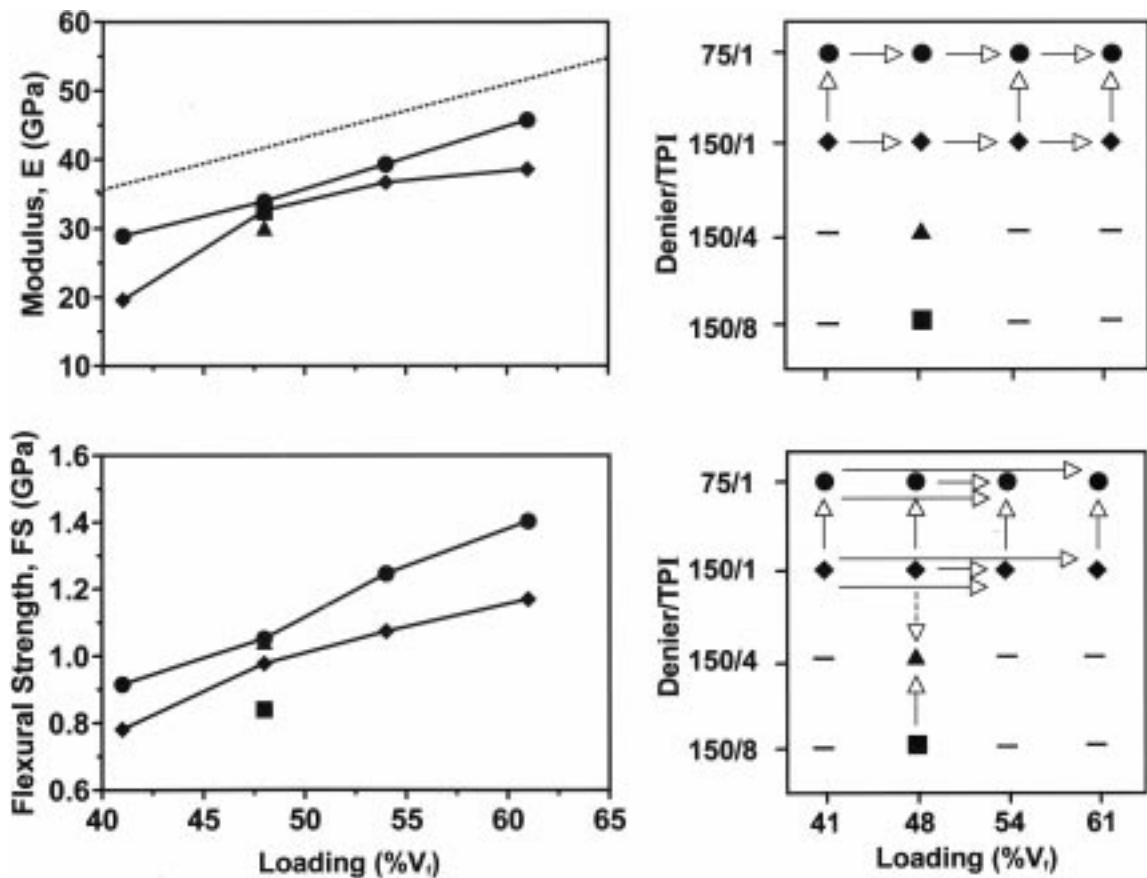 60
50
40
30
20
10
Modulus, E (GPa)
75/1
150/1
150/4
150/8
Denier/TPI
1.6
1.4
1.2
1.0
0.8
0.6
Flexural Strength, FS (GPa)
40 45 50 55 60 65
Loading (%Vf)
75/1
150/1
150/4
150/8
Denier/TPI
41 48 54 61
Loading (%Vf)